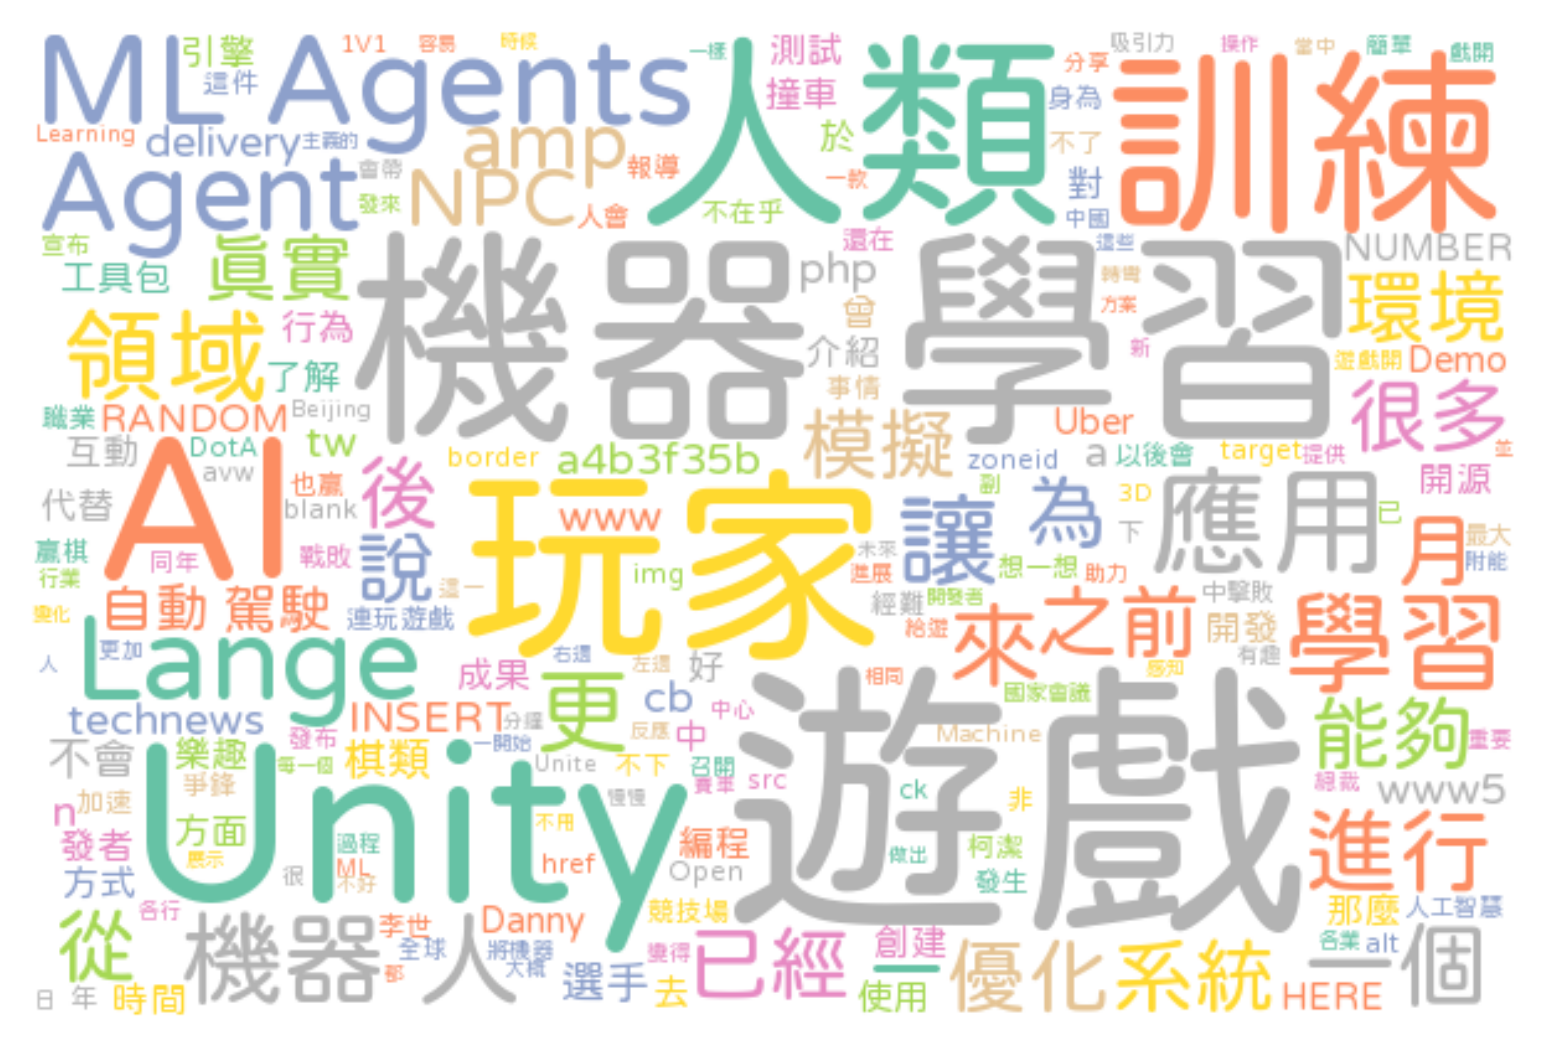 ML Agents
引擎
這件
1V1
容易
時候
一樣
人類
測試
撞車
吸引力
分享
身為
操作
當中
簡單
戲開
訓練
Learning
delivery
主義的
amp
於
不了
Agent
會帶
發來
NPC
報導
人會
不在乎
一款
對
中國
宣布
工具包
眞實
機器 學習
php
還在
這些
NUMBER
轉彎
方案
環境
領域
行為
了解
曾
介紹
新
遊戲開
Demo
事情
職業
RANDOM
Beijing
模擬
Uber
很多
互動
DotA
tw
avw
border
a4b3f35b
zoneid
a
以後會
target
提供
並
AI
代替
也贏
blank
後
玩家
www
副
讓
為
3D
下
應用
開源
已
月
最大
附能
贏棋
行業
同年
戰敗
說
這一
img
未來
進展
想一想
助力
變化
自動 駕駛
連玩遊戲
經難
開發者
給遊
來
之前
中擊敗
開發
有趣
學習
人
更加
Lange
成果
右邊
左邊
好
相同
國家會議
感知
technews
INSERT
分鐘
更
cb
中心
遊戲
能夠
重要
不會
樂趣
發布
每一個
棋類
一開始
反應
中
Machine
爭鋒
Unity
Unite
不下
召開
賽車
src
ck
非
總裁
www5
n
加速
慢慢
不用
發者
方面
展示
過程
ML
不好
href
編程
Open
做出
柯潔
進行
方式
很
發生
從
各行
機器 人
李世
Danny
競技場
那麼
人工智慧
全球
將機器
大概
變得
已經
創建
一
優化
系統
各業
alt
一個
日
年
時間
那
選手
去
使用
HERE